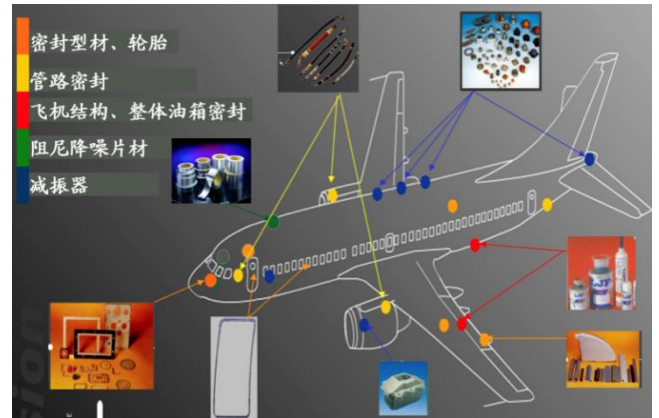 密封型材、轮胎
管路密封
飞机结构、整体油箱密封
阻尼降噪片材
减振器